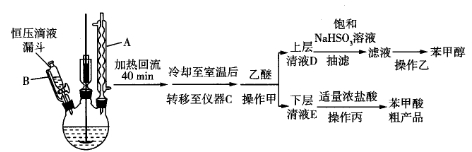 恒压滴液
漏斗
B
A
加热回流
40 min
冷却至室温后
转移至仪器C
乙醚
操作甲
上层
清液D
饱和
NaHSO₃溶液
抽滤
滤液
操作乙
苯甲醇
下层
清液E
适量浓盐酸
操作丙
苯甲酸
粗产品